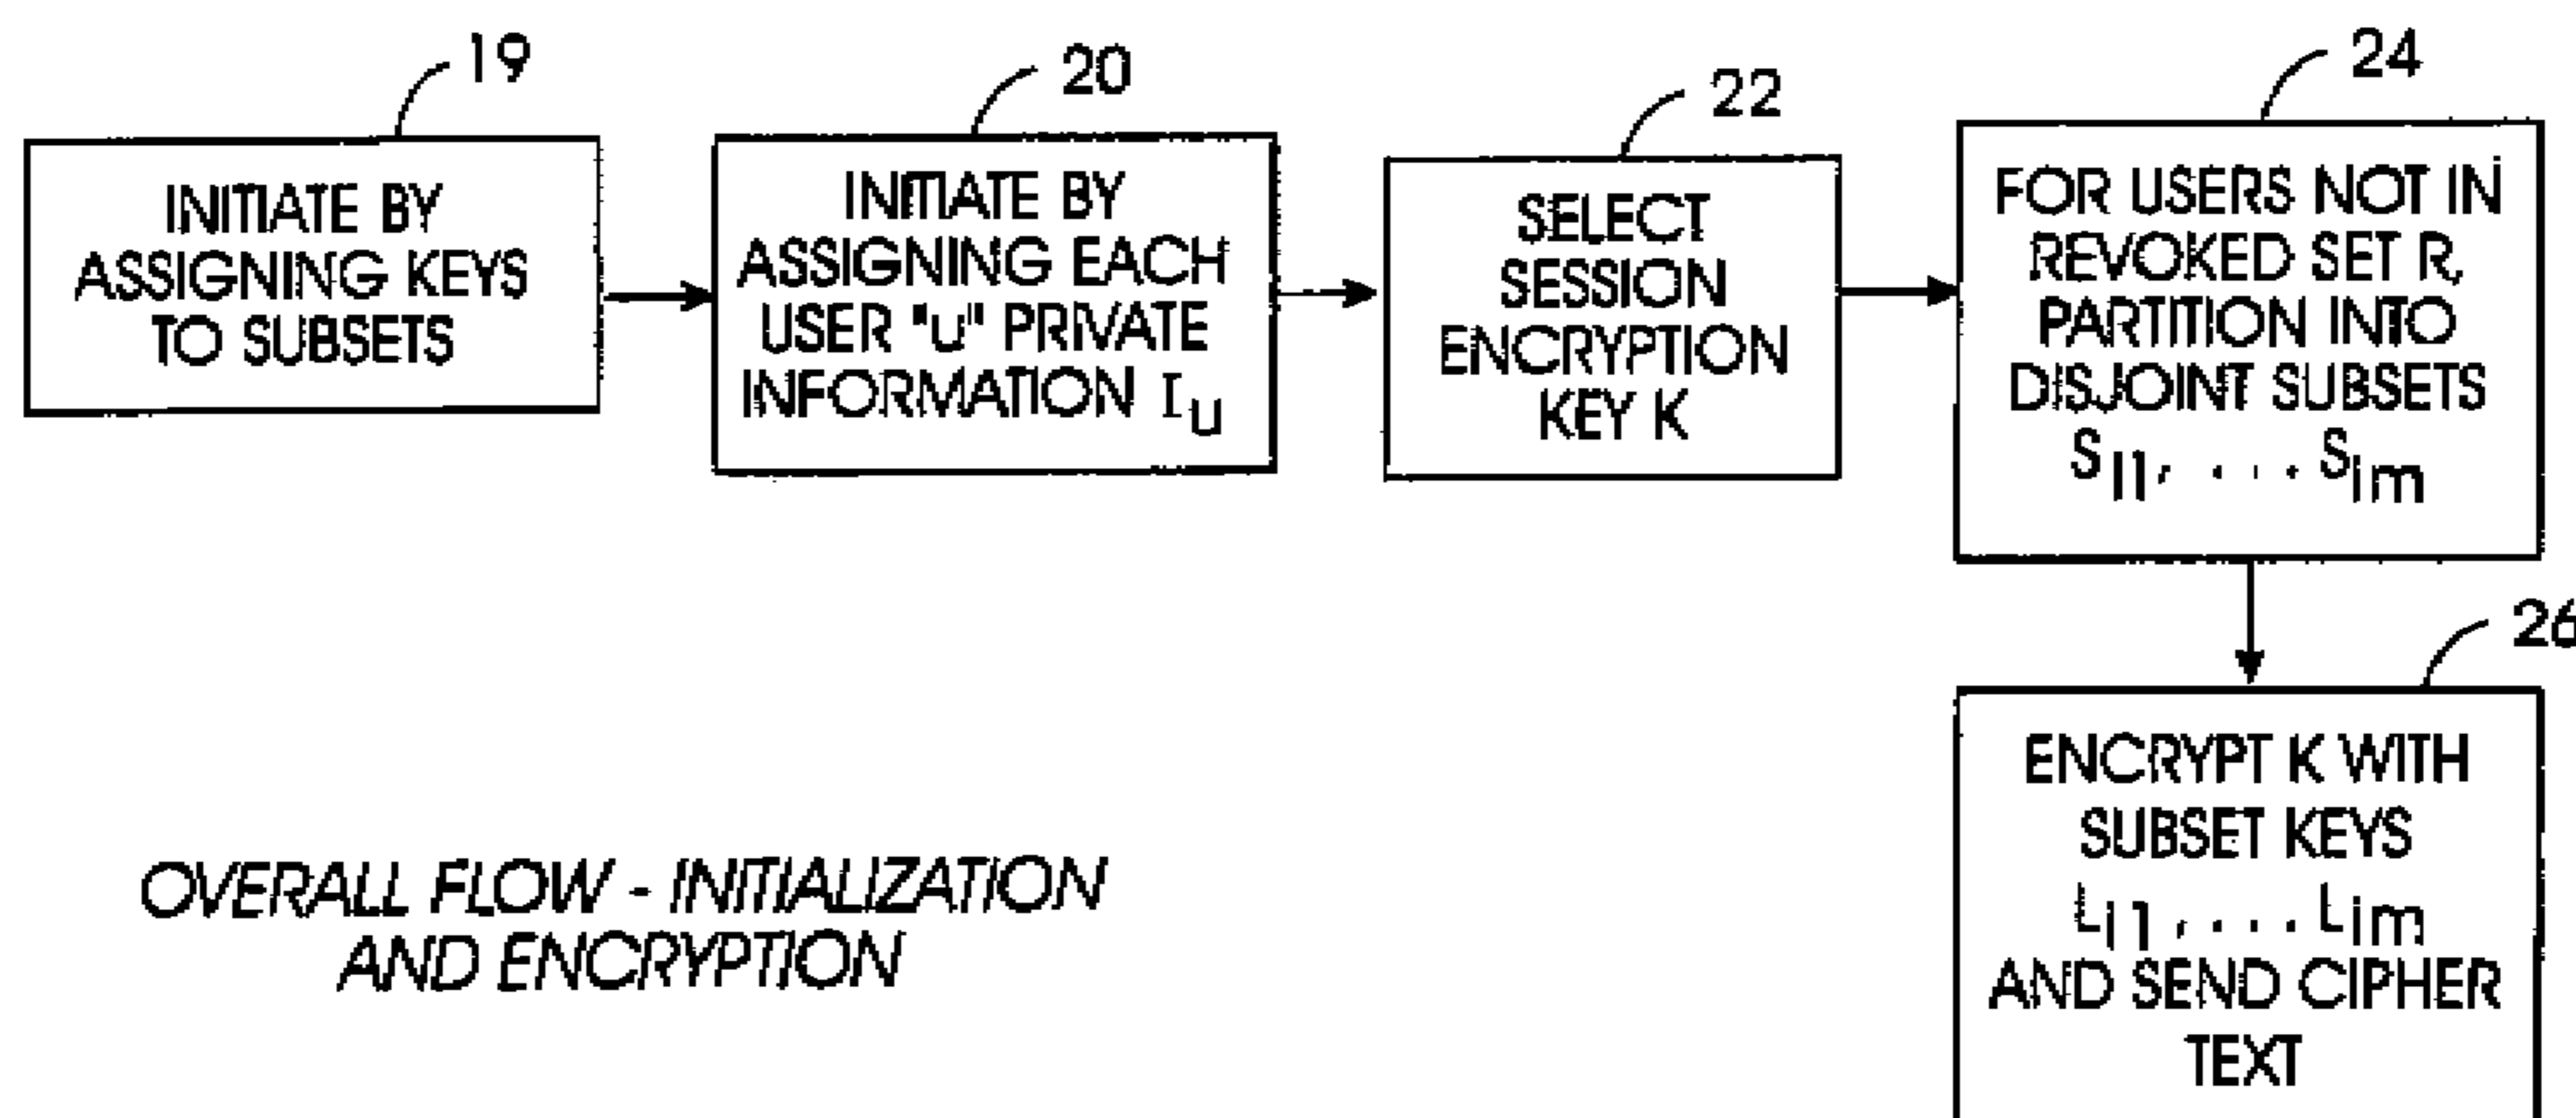 19
INITIATE BY
ASSIGNING KEYS
TO SUBSETS
20
INITIATE BY
ASSIGNING EACH
USER "u" PRIVATE
INFORMATION Iu
22
SELECT
SESSION
ENCRYPTION
KEY K
24
FOR USERS NOT IN
REVOKED SET R,
PARTITION INTO
DISJOINT SUBSETS
Si1, . . . Sim
26
ENCRYPT K WITH
SUBSET KEYS
Li1, . . . Lim
AND SEND CIPHER
TEXT
OVERALL FLOW - INITIALIZATION
AND ENCRYPTION